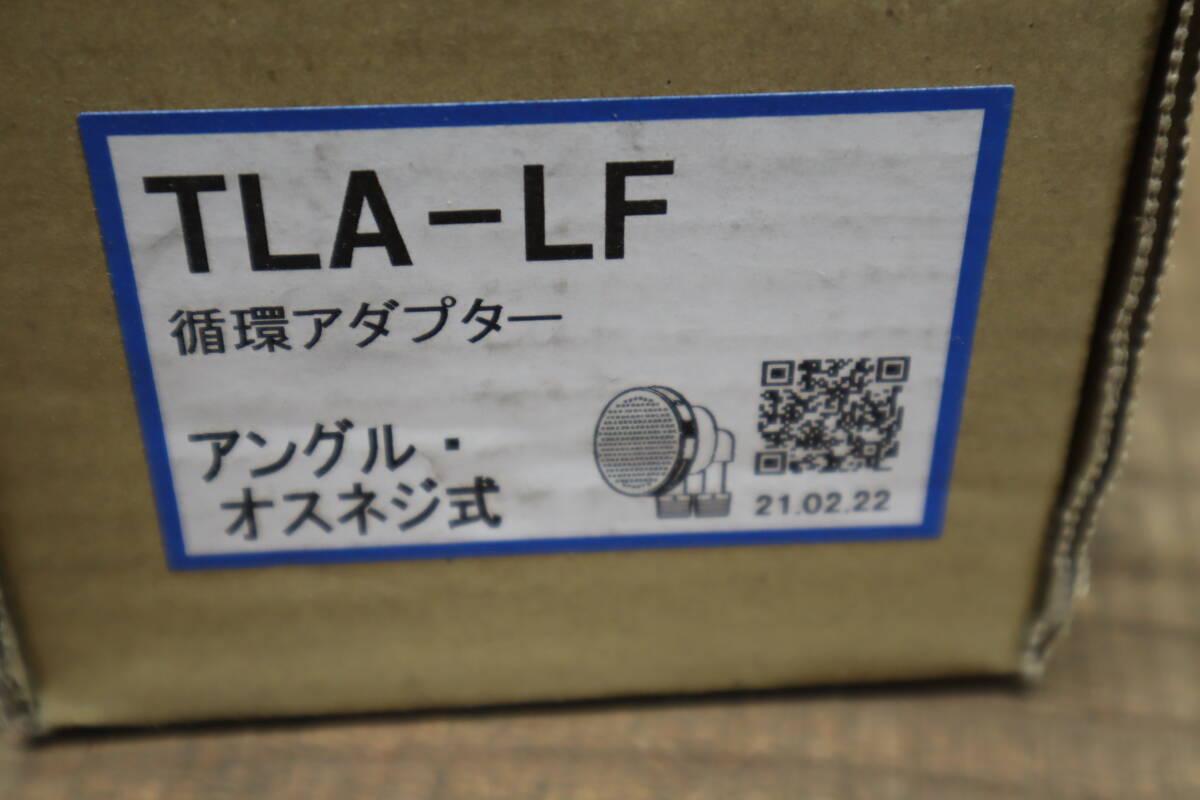 TLA-LF
循環アダプター
アングル・
オスネジ式
21.02.22